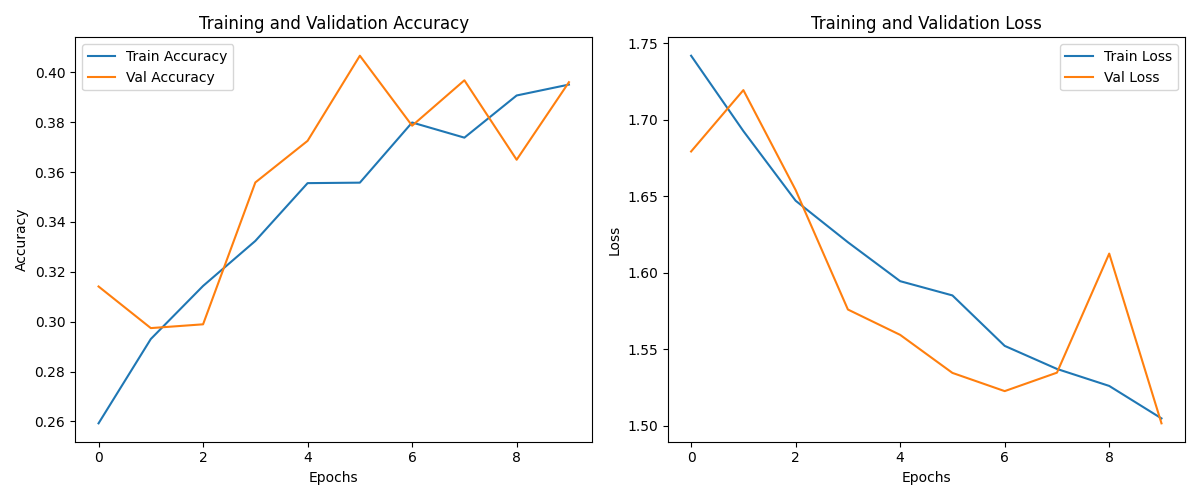 Training and Validation Accuracy
Train Accuracy
Val Accuracy
0.40
0.38
0.36
0.34
0.32
0.30
0.28
0.26
Accuracy
0 2 4 6 8
Epochs
Training and Validation Loss
Train Loss
Val Loss
1.75
1.70
1.65
1.60
1.55
1.50
Loss
0 2 4 6 8
Epochs